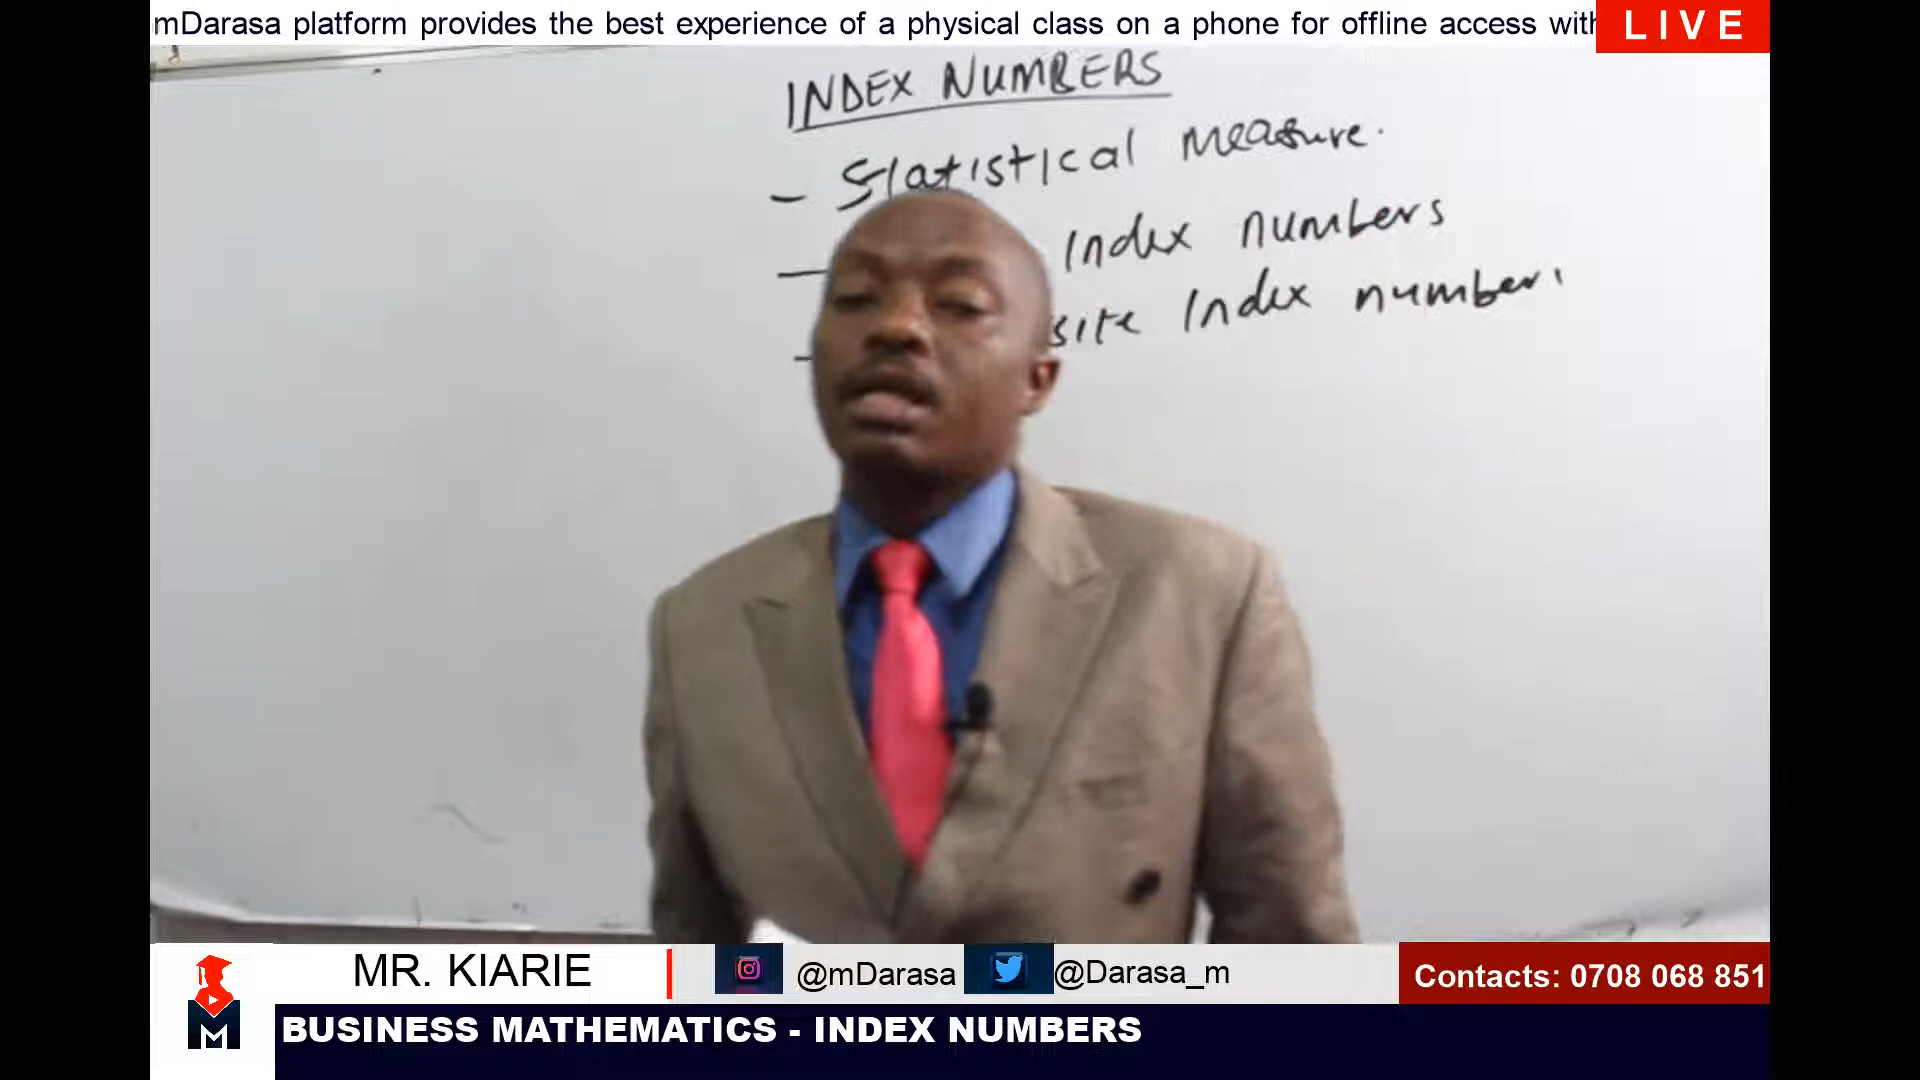 mDarasa platform provides the best experience of a physical class on a phone for offline access with
LIVE
INDEX NUMBERS
- Statistical Measure.
- Index numbers
- site Index numbers
MR. KIARIE
@mDarasa
@Darasa_m
Contacts: 0708 068 851
M
BUSINESS MATHEMATICS - INDEX NUMBERS